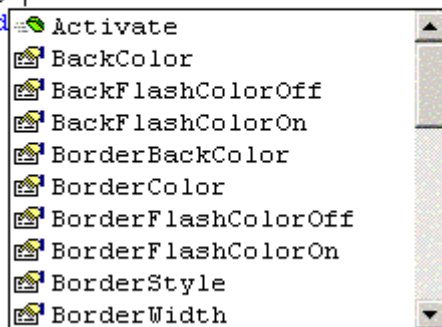 Activate
BackColor
BackFlashColorOff
BackFlashColorOn
BorderBackColor
BorderColor
BorderFlashColorOff
BorderFlashColorOn
BorderStyle
BorderWidth